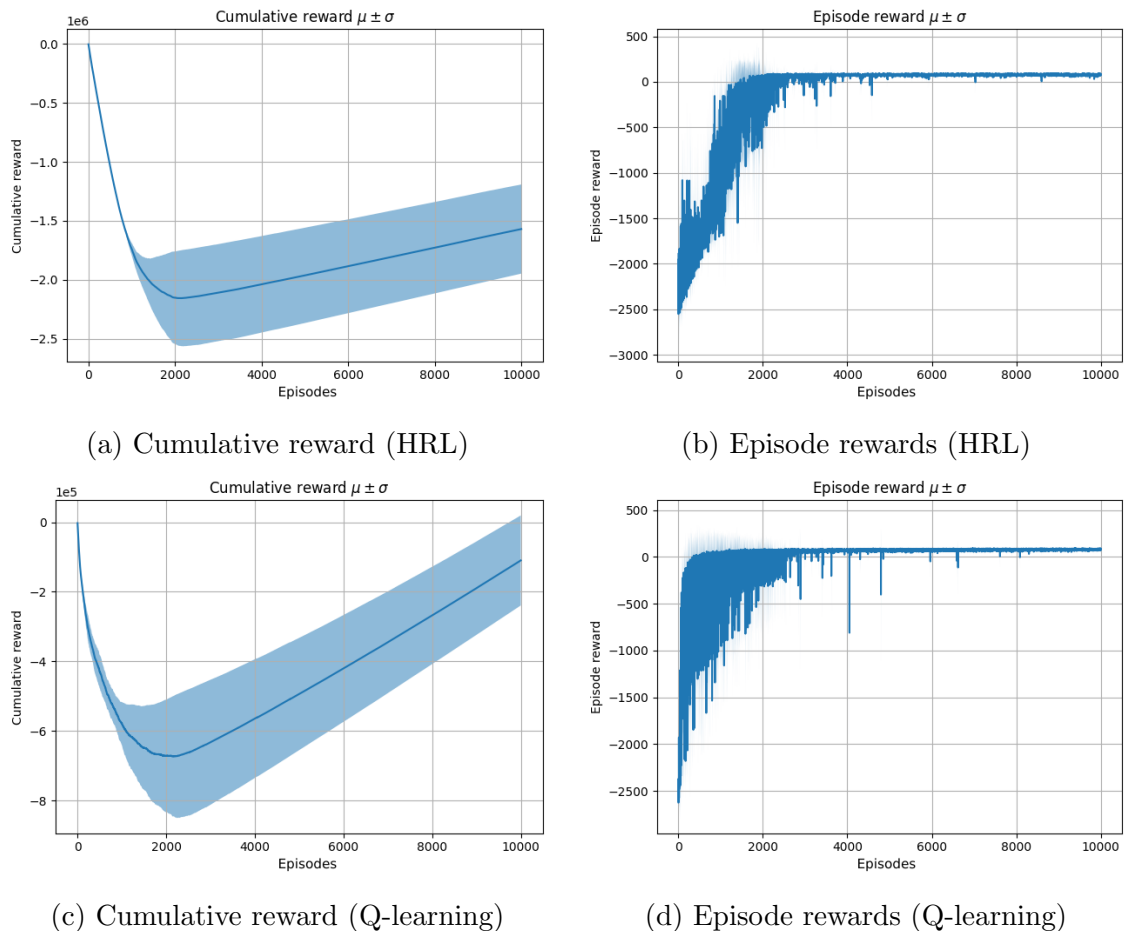 Cumulative reward μ ± σ
1e6
0.0
−0.5
−1.0
−1.5
−2.0
−2.5
Cumulative reward
0 2000 4000 6000 8000 10000
Episodes
(a) Cumulative reward (HRL)
Episode reward μ ± σ
500
0
−500
−1000
−1500
−2000
−2500
−3000
Episode reward
0 2000 4000 6000 8000 10000
Episodes
(b) Episode rewards (HRL)
Cumulative reward μ ± σ
1e5
0
−2
−4
−6
−8
Cumulative reward
0 2000 4000 6000 8000 10000
Episodes
(c) Cumulative reward (Q-learning)
Episode reward μ ± σ
500
0
−500
−1000
−1500
−2000
−2500
Episode reward
0 2000 4000 6000 8000 10000
Episodes
(d) Episode rewards (Q-learning)